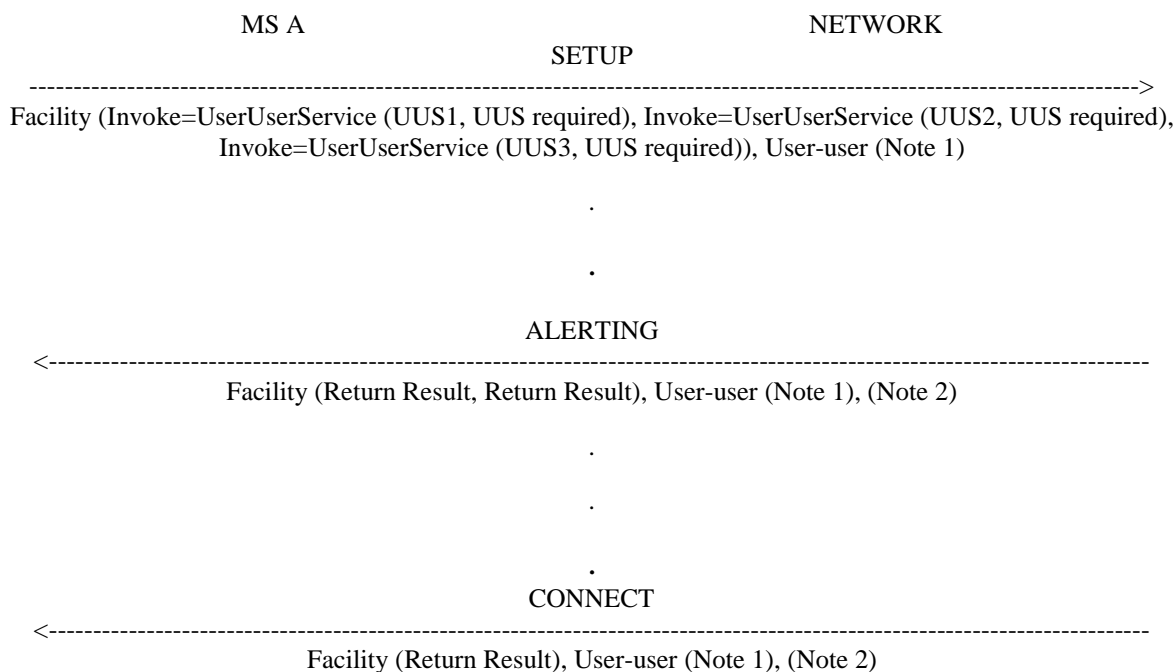 MS A NETWORK
SETUP
------------------------------------------------------------------------------------------------------------------------------->
Facility (Invoke=UserUserService (UUS1, UUS required), Invoke=UserUserService (UUS2, UUS required),
Invoke=UserUserService (UUS3, UUS required)), User-user (Note 1)
.
.
ALERTING
<-------------------------------------------------------------------------------------------------------------------------------
Facility (Return Result, Return Result), User-user (Note 1), (Note 2)
.
.
.
CONNECT
<-------------------------------------------------------------------------------------------------------------------------------
Facility (Return Result), User-user (Note 1), (Note 2)